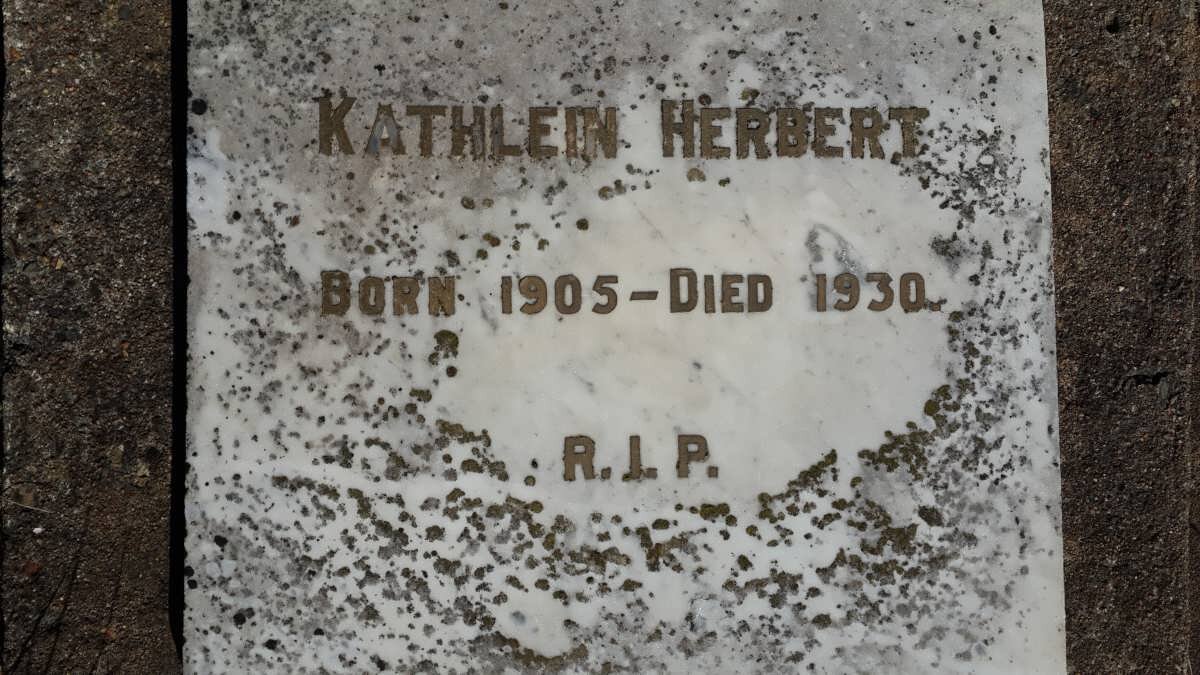 KATHLEIN HERBERT
BORN 1905-DIED 1930.
R.I.P.